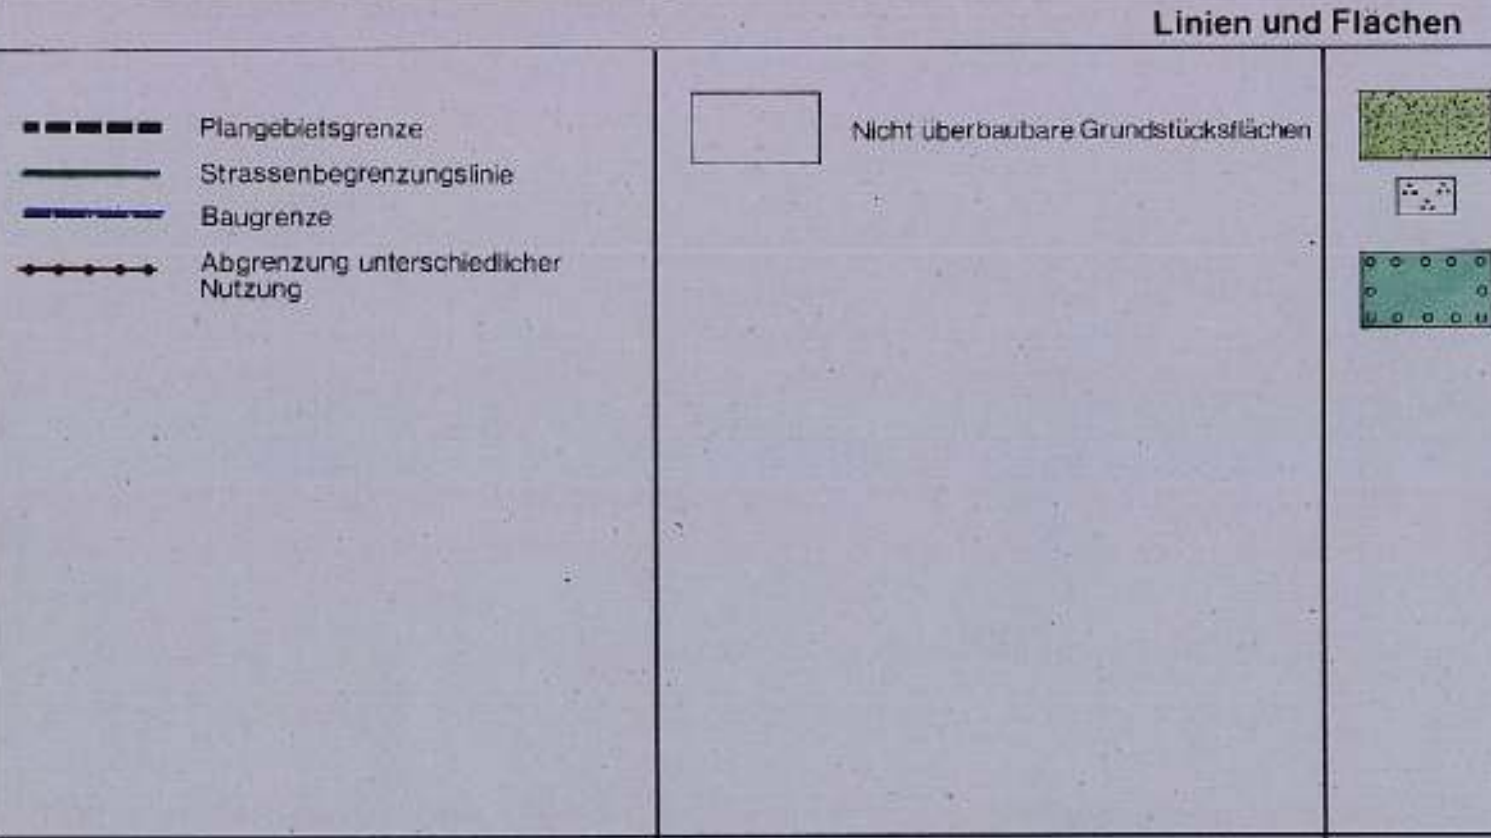 Linien und Flächen
Plangebietsgrenze
Strassenbegrenzungslinie
Baugrenze
Abgrenzung unterschiedlicher
Nutzung
Nicht überbaubare Grundstücksflächen